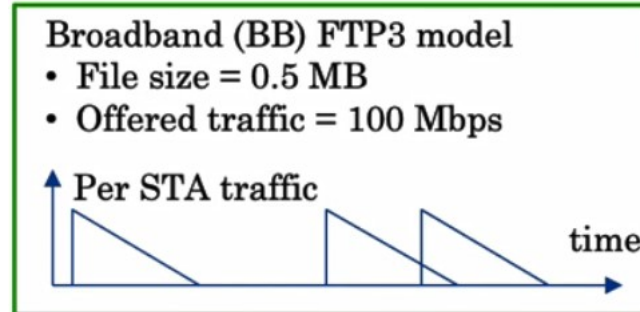 Broadband (BB) FTP3 model
• File size = 0.5 MB
• Offered traffic = 100 Mbps
Per STA traffic
time